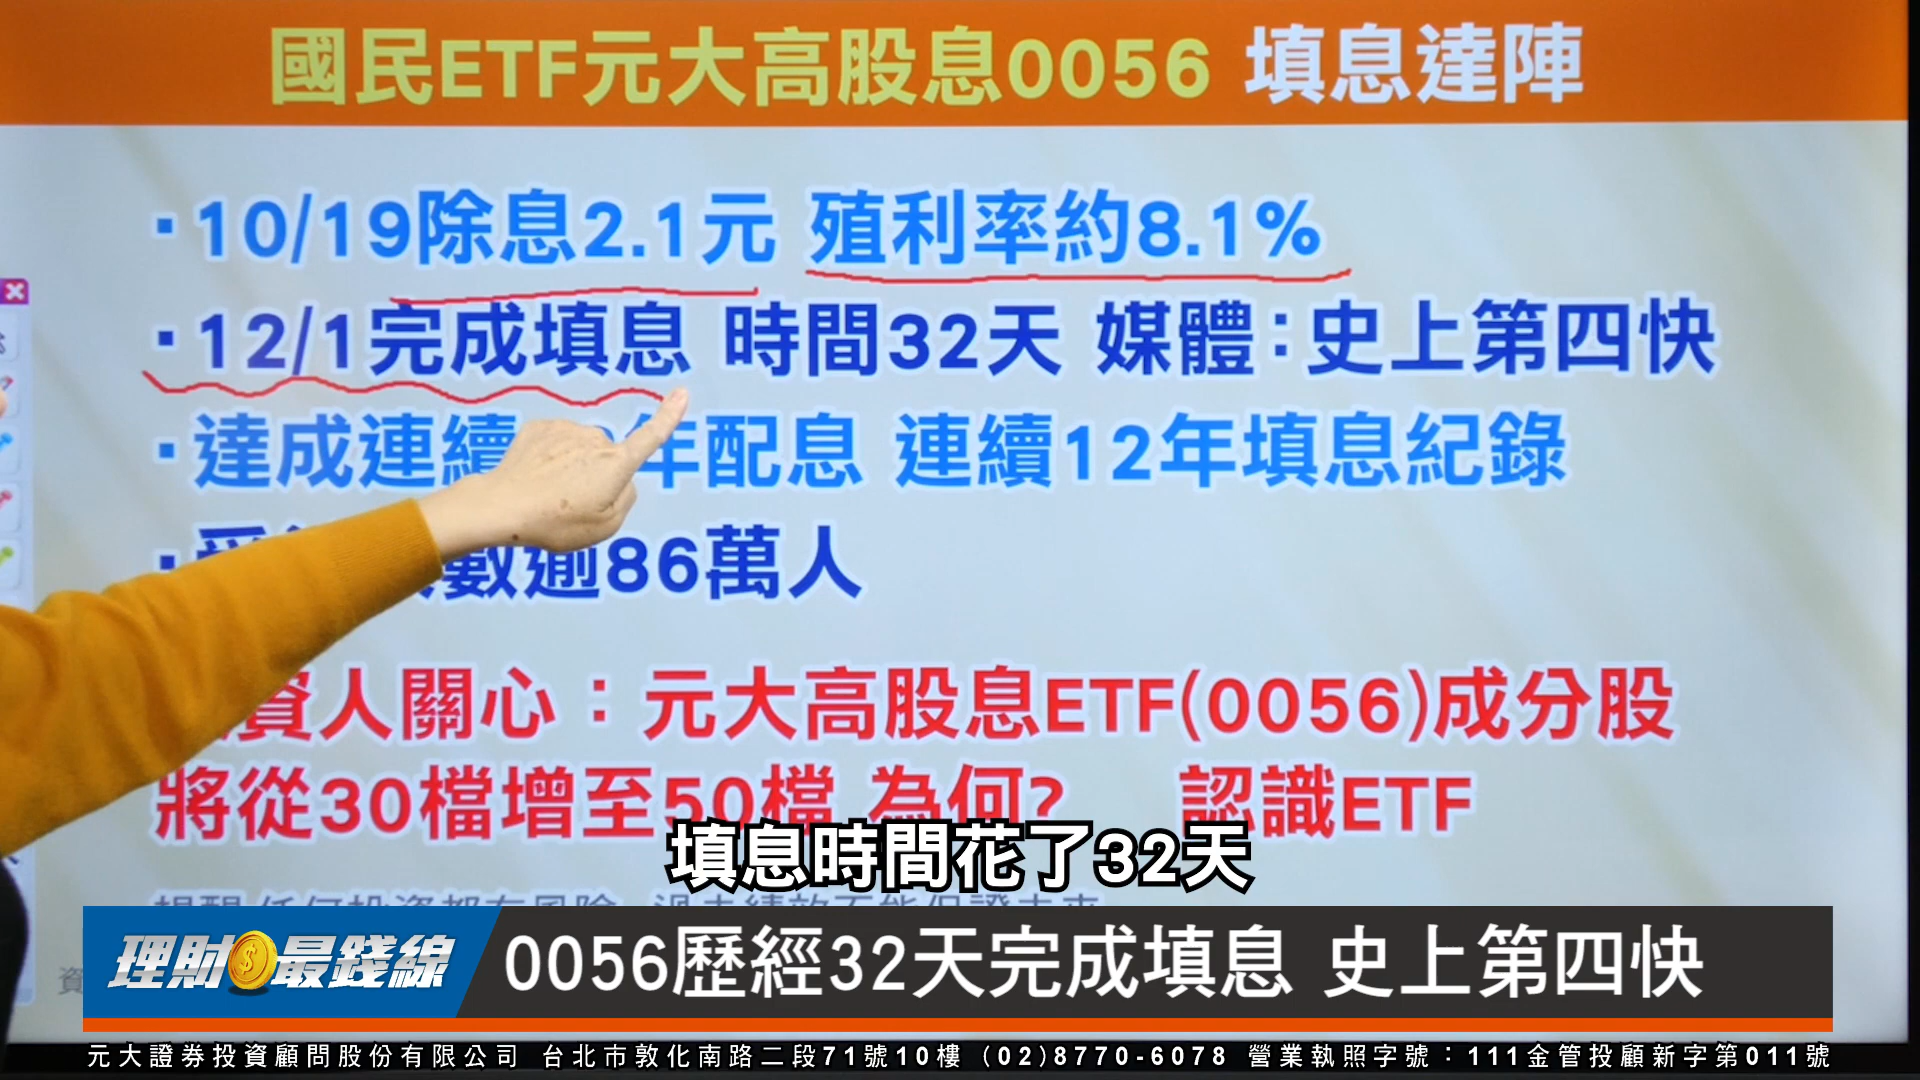 國民ETF元大高股息0056 填息達陣
▪10/19除息2.1元 殖利率約8.1%
▪12/1完成填息 時間32天 媒體:史上第四快
▪達成連續 年配息 連續12年填息紀錄
數逾86萬人
資人關心：元大高股息ETF(0056)成分股
將從30檔增至50檔 為何? 認識ETF
填息時間花了32天
理財最錢線
0056歷經32天完成填息 史上第四快
元大證券投資顧問股份有限公司 台北市敦化南路二段71號10樓 (02)8770-6078 營業執照字號：111金管投顧新字第011號